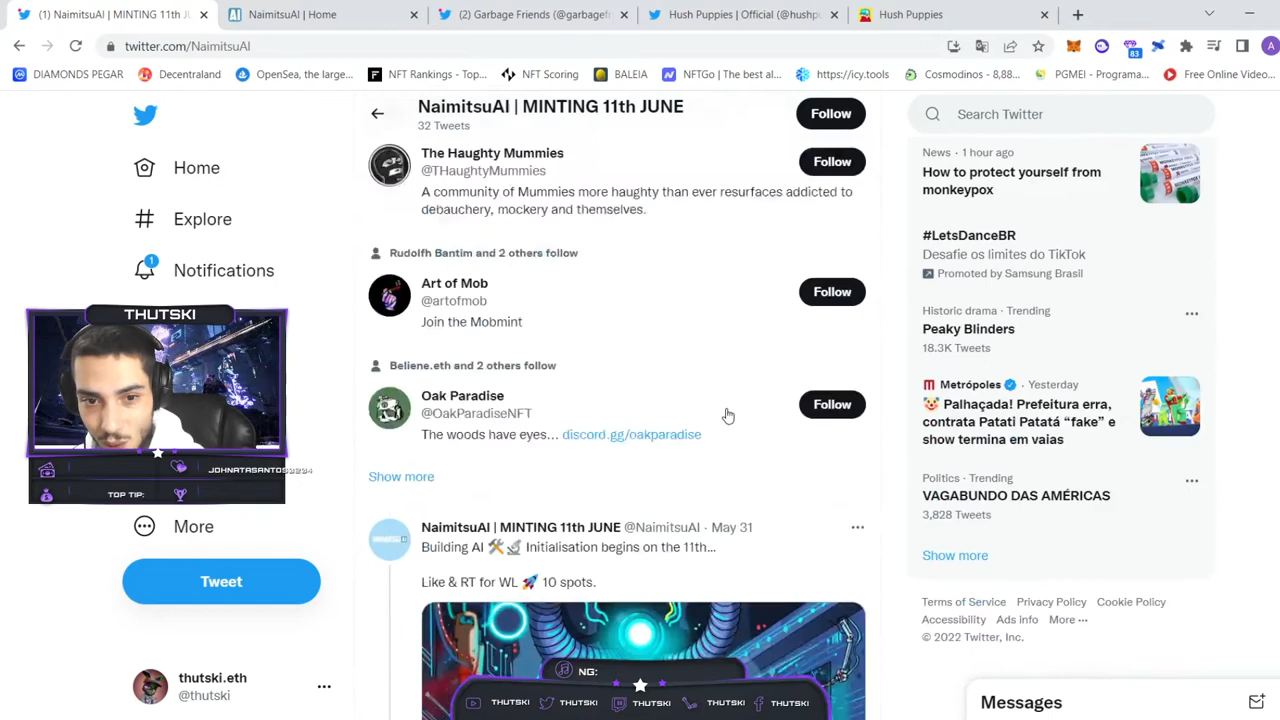 (1) NaimitsuAI | MINTING 11th JU
NaimitsuAI | Home
(2) Garbage Friends (@garbagef
Hush Puppies | Official (@hushp
Hush Puppies
twitter.com/NaimitsuAI
83
A
DIAMONDS PEGAR
Decentraland
OpenSea, the large...
NFT Rankings - Top...
NFT Scoring
BALEIA
NFTGo | The best al...
https://icy.tools
Cosmodinos - 8,88...
PGMEI - Programa...
Free Online Video...
Home
Explore
1
Notifications
THUTSKI
JOHNATASANTOS
TOP TIP:
More
Tweet
thutski.eth
@thutski
NaimitsuAI | MINTING 11th JUNE
32 Tweets
Follow
The Haughty Mummies
@THaughtyMummies
Follow
A community of Mummies more haughty than ever resurfaces addicted to
debauchery, mockery and themselves.
Rudolfh Bantim and 2 others follow
Art of Mob
@artofmob
Follow
Join the Mobmint
Beliene.eth and 2 others follow
Oak Paradise
@OakParadiseNFT
Follow
The woods have eyes... discord.gg/oakparadise
Show more
NaimitsuAI | MINTING 11th JUNE @NaimitsuAI · May 31
Building AI 🛠️🔬 Initialisation begins on the 11th...
Like & RT for WL 🚀 10 spots.
NG:
THUTSKI
THUTSKI
THUTSKI
THUTSKI
THUTSKI
Search Twitter
News · 1 hour ago
How to protect yourself from
monkeypox
#LetsDanceBR
Desafie os limites do TikTok
Promoted by Samsung Brasil
Historic drama · Trending
Peaky Blinders
18.3K Tweets
Metrópoles · Yesterday
🤡 Palhaçada! Prefeitura erra,
contrata Patati Patatá “fake” e
show termina em vaias
Politics · Trending
VAGABUNDO DAS AMÉRICAS
3,828 Tweets
Show more
Terms of Service Privacy Policy Cookie Policy
Accessibility Ads info More
© 2022 Twitter, Inc.
Messages